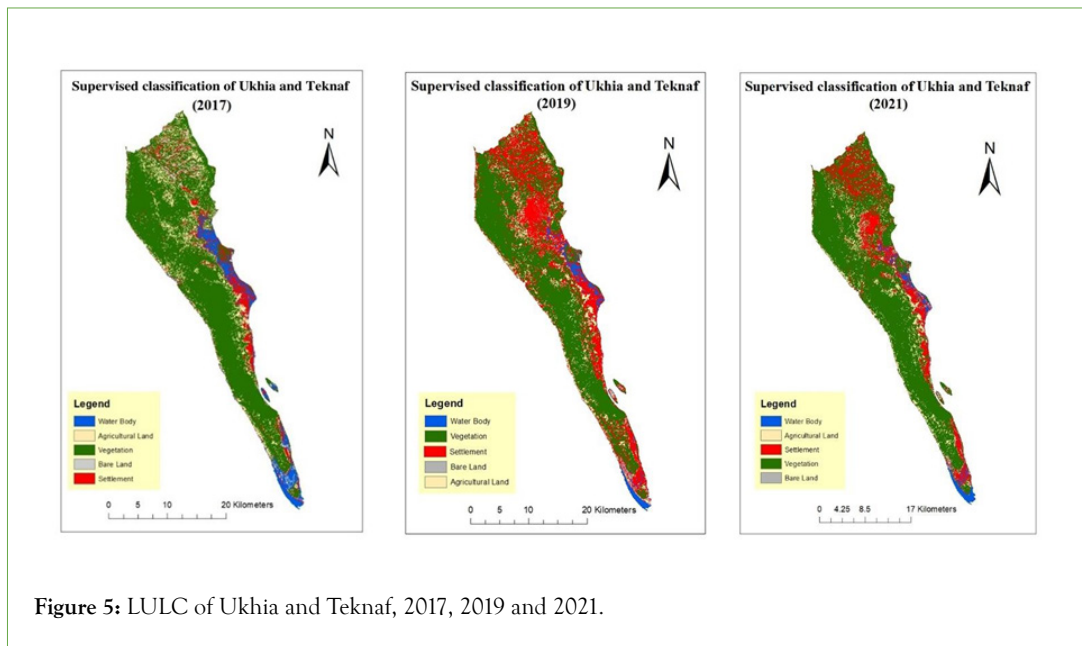 Supervised classification of Ukhia and Teknaf
(2017)
N
Legend
Water Body
Agricultural Land
Vegetation
Bare Land
Settlement
0 5 10 20 Kilometers
Supervised classification of Ukhia and Teknaf
(2019)
N
Legend
Water Body
Vegetation
Settlement
Bare Land
Agricultural Land
0 5 10 20 Kilometers
Supervised classification of Ukhia and Teknaf
(2021)
N
Legend
Water Body
Agricultural Land
Settlement
Vegetation
Bare Land
0 4.25 8.5 17 Kilometers
Figure 5: LULC of Ukhia and Teknaf, 2017, 2019 and 2021.